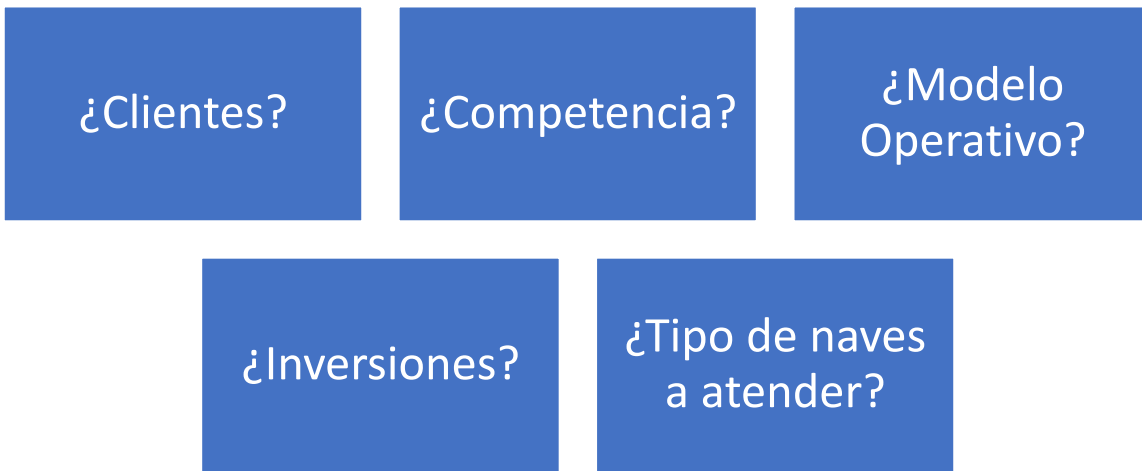 ¿Clientes?
¿Competencia?
¿Modelo
Operativo?
¿Inversiones?
¿Tipo de naves
a atender?